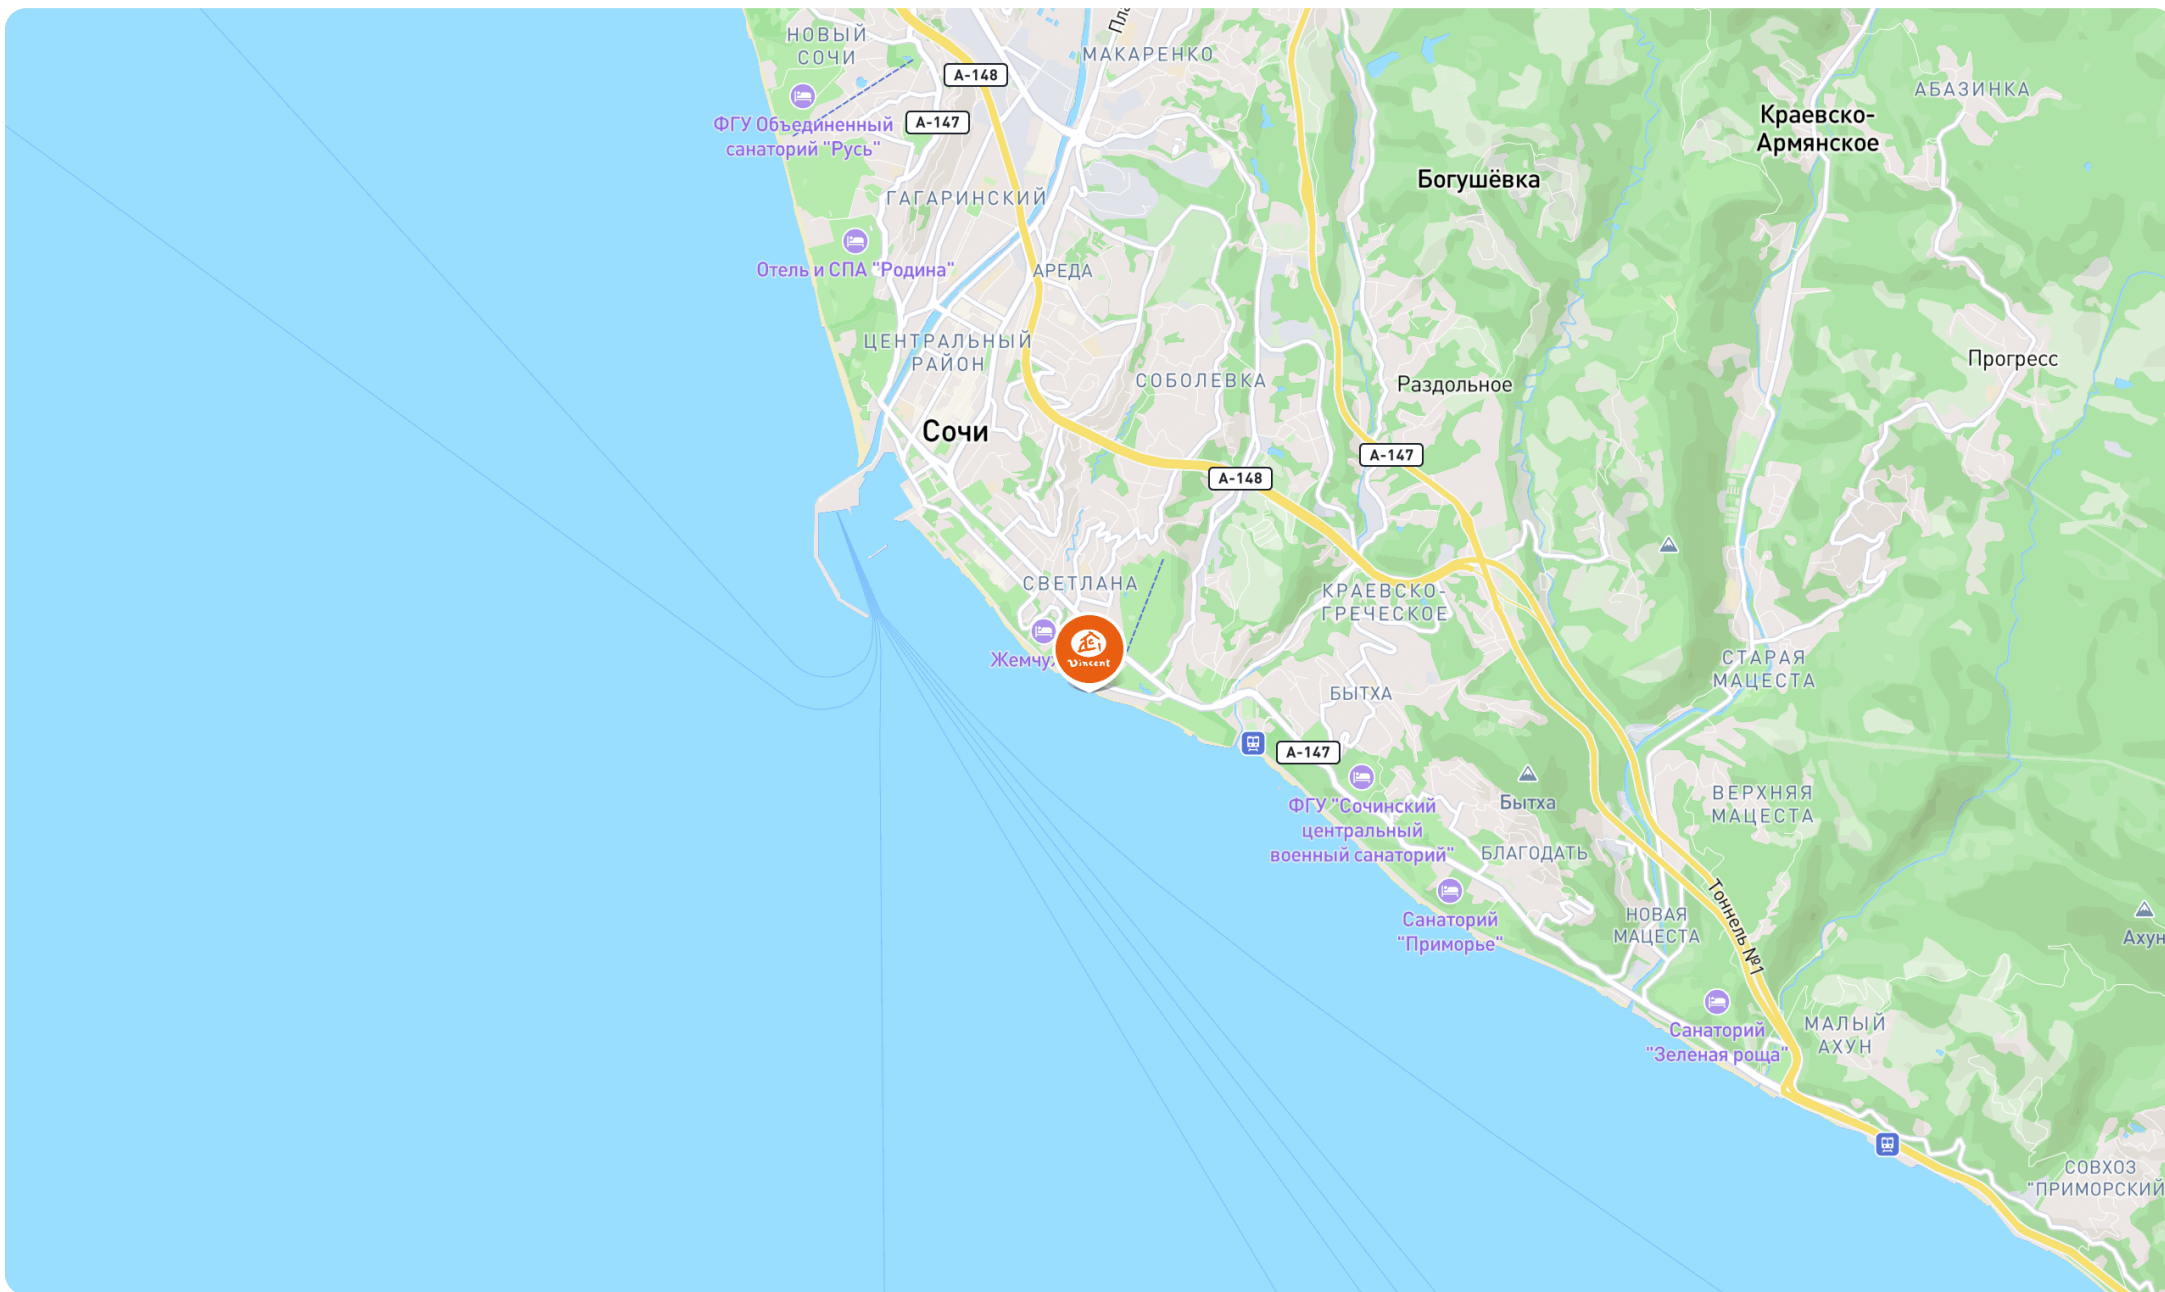 НОВЫЙ
СОЧИ
Пла
МАКАРЕНКО
А-148
АБАЗИНКА
Краевско-
Армянское
А-147
ФГУ Объединенный
санаторий "Русь"
Богушёвка
ГАГАРИНСКИЙ
Отель и СПА "Родина"
АРЕДА
ЦЕНТРАЛЬНЫЙ
РАЙОН
Прогресс
СОБОЛЕВКА
Раздольное
Сочи
А-147
А-148
СВЕТЛАНА
КРАЕВСКО-
ГРЕЧЕСКОЕ
Vincent
Жемчу
СТАРАЯ
МАЦЕСТА
БЫТХА
А-147
Бытха
ФГУ "Сочинский
центральный
военный санаторий"
ВЕРХНЯЯ
МАЦЕСТА
БЛАГОДАТЬ
Тоннель №1
Санаторий
"Приморье"
НОВАЯ
МАЦЕСТА
Ахун
Санаторий
"Зеленая роща"
МАЛЫЙ
АХУН
СОВХОЗ
"ПРИМОРСКИЙ